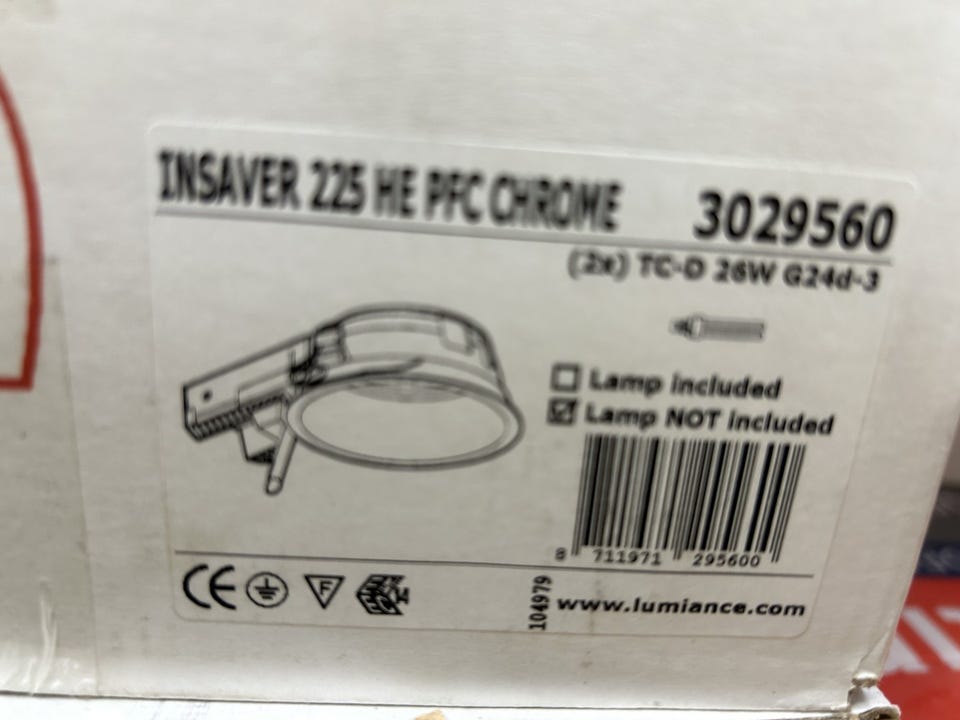 INSAVER 225 HE PFC CHROME 3029560
(2x) TC-D 26W G24d-3
Lamp included
Lamp NOT included
8 711971 295600
CE F
104979
www.lumiance.com